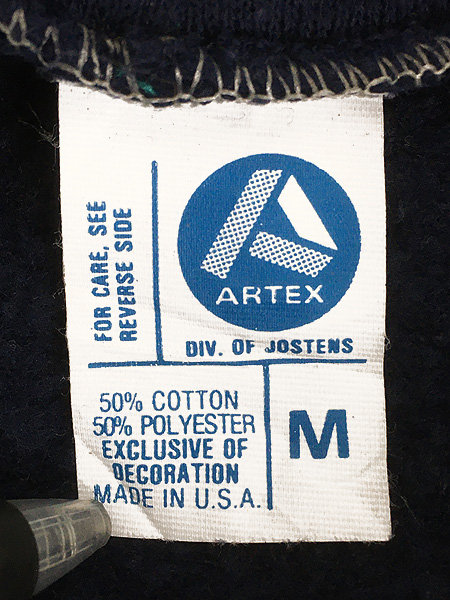 FOR CARE, SEE
REVERSE SIDE
ARTEX
DIV. OF JOSTENS
50% COTTON
50% POLYESTER
EXCLUSIVE OF
DECORATION
MADE IN U.S.A.
M